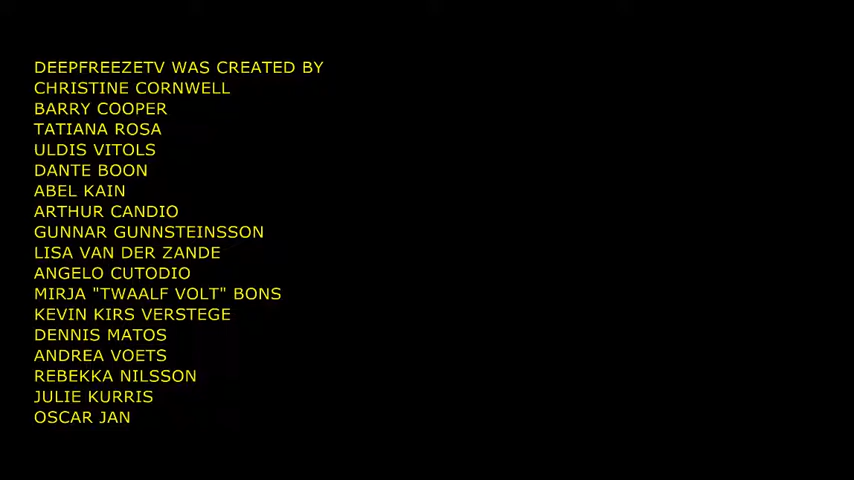 DEEPFREEZETV WAS CREATED BY
CHRISTINE CORNWELL
BARRY COOPER
TATIANA ROSA
ULDIS VITOLS
DANTE BOON
ABEL KAIN
ARTHUR CANDIO
GUNNAR GUNNSTEINSSON
LISA VAN DER ZANDE
ANGELO CUTODIO
MIRJA "TWAALF VOLT" BONS
KEVIN KIRS VERSTEGE
DENNIS MATOS
ANDREA VOETS
REBEKKA NILSSON
JULIE KURRIS
OSCAR JAN